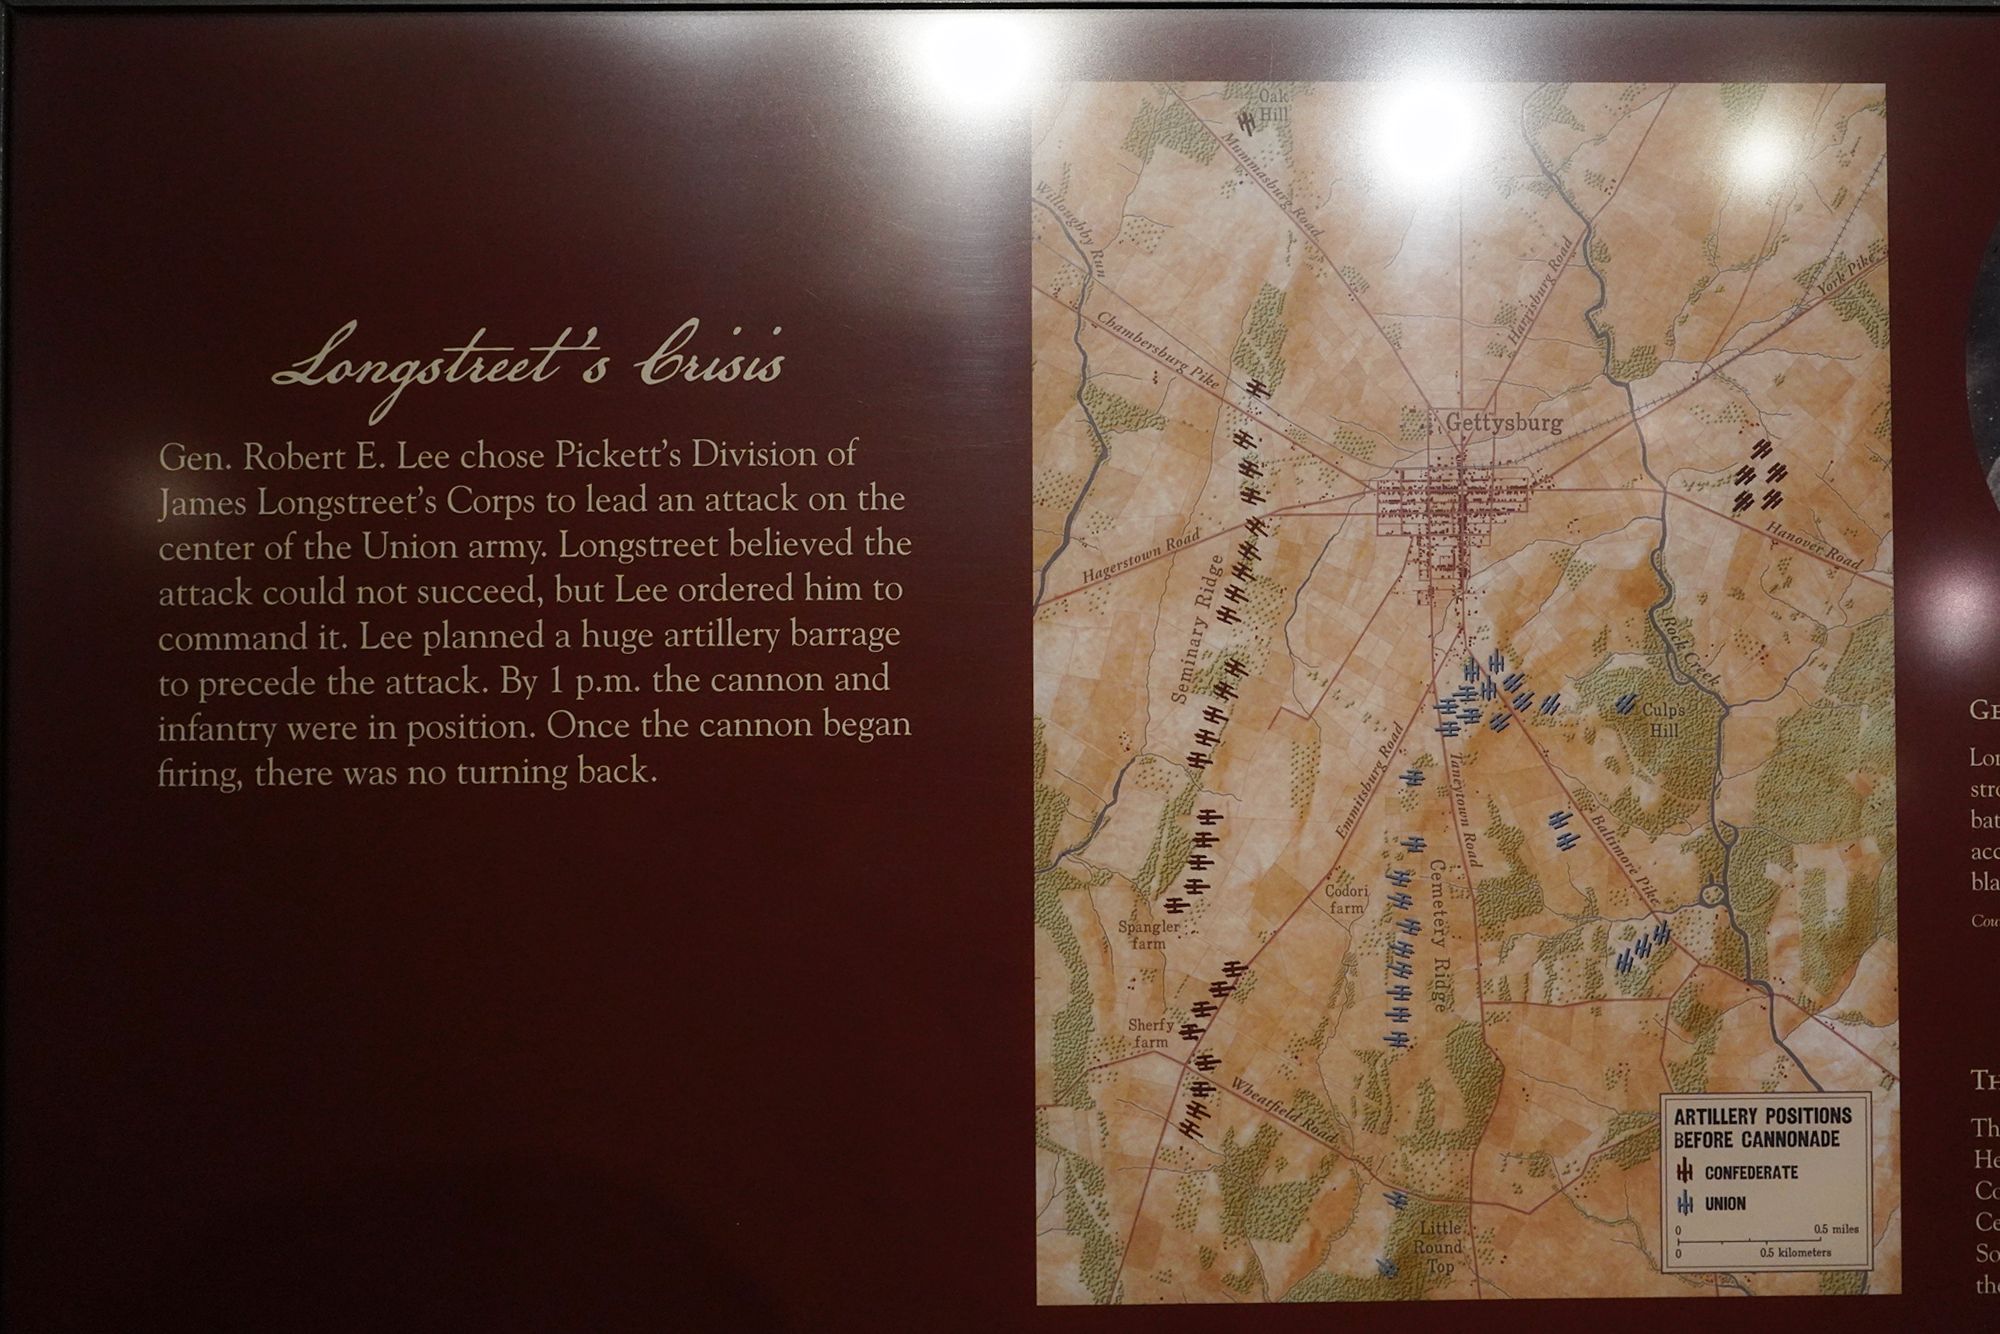 Longstreet's Crisis
Gen. Robert E. Lee chose Pickett's Division of
James Longstreet's Corps to lead an attack on the
center of the Union army. Longstreet believed the
attack could not succeed, but Lee ordered him to
command it. Lee planned a huge artillery barrage
to precede the attack. By 1 p.m. the cannon and
infantry were in position. Once the cannon began
firing, there was no turning back.
Oak
Hill
Mummasburg Road
Willoughby Run
Harrisburg Road
York Pike
Chambersburg Pike
Gettysburg
Hanover Road
Hagerstown Road
Seminary Ridge
Rock Creek
Culp's
Hill
Emmitsburg Road
Taneytown Road
Baltimore Pike
Cemetery Ridge
Codori
farm
Spangler
farm
Sherfy
farm
Wheatfield Road
Little
Round
Top
ARTILLERY POSITIONS
BEFORE CANNONADE
CONFEDERATE
UNION
0 0.5 miles
0 0.5 kilometers